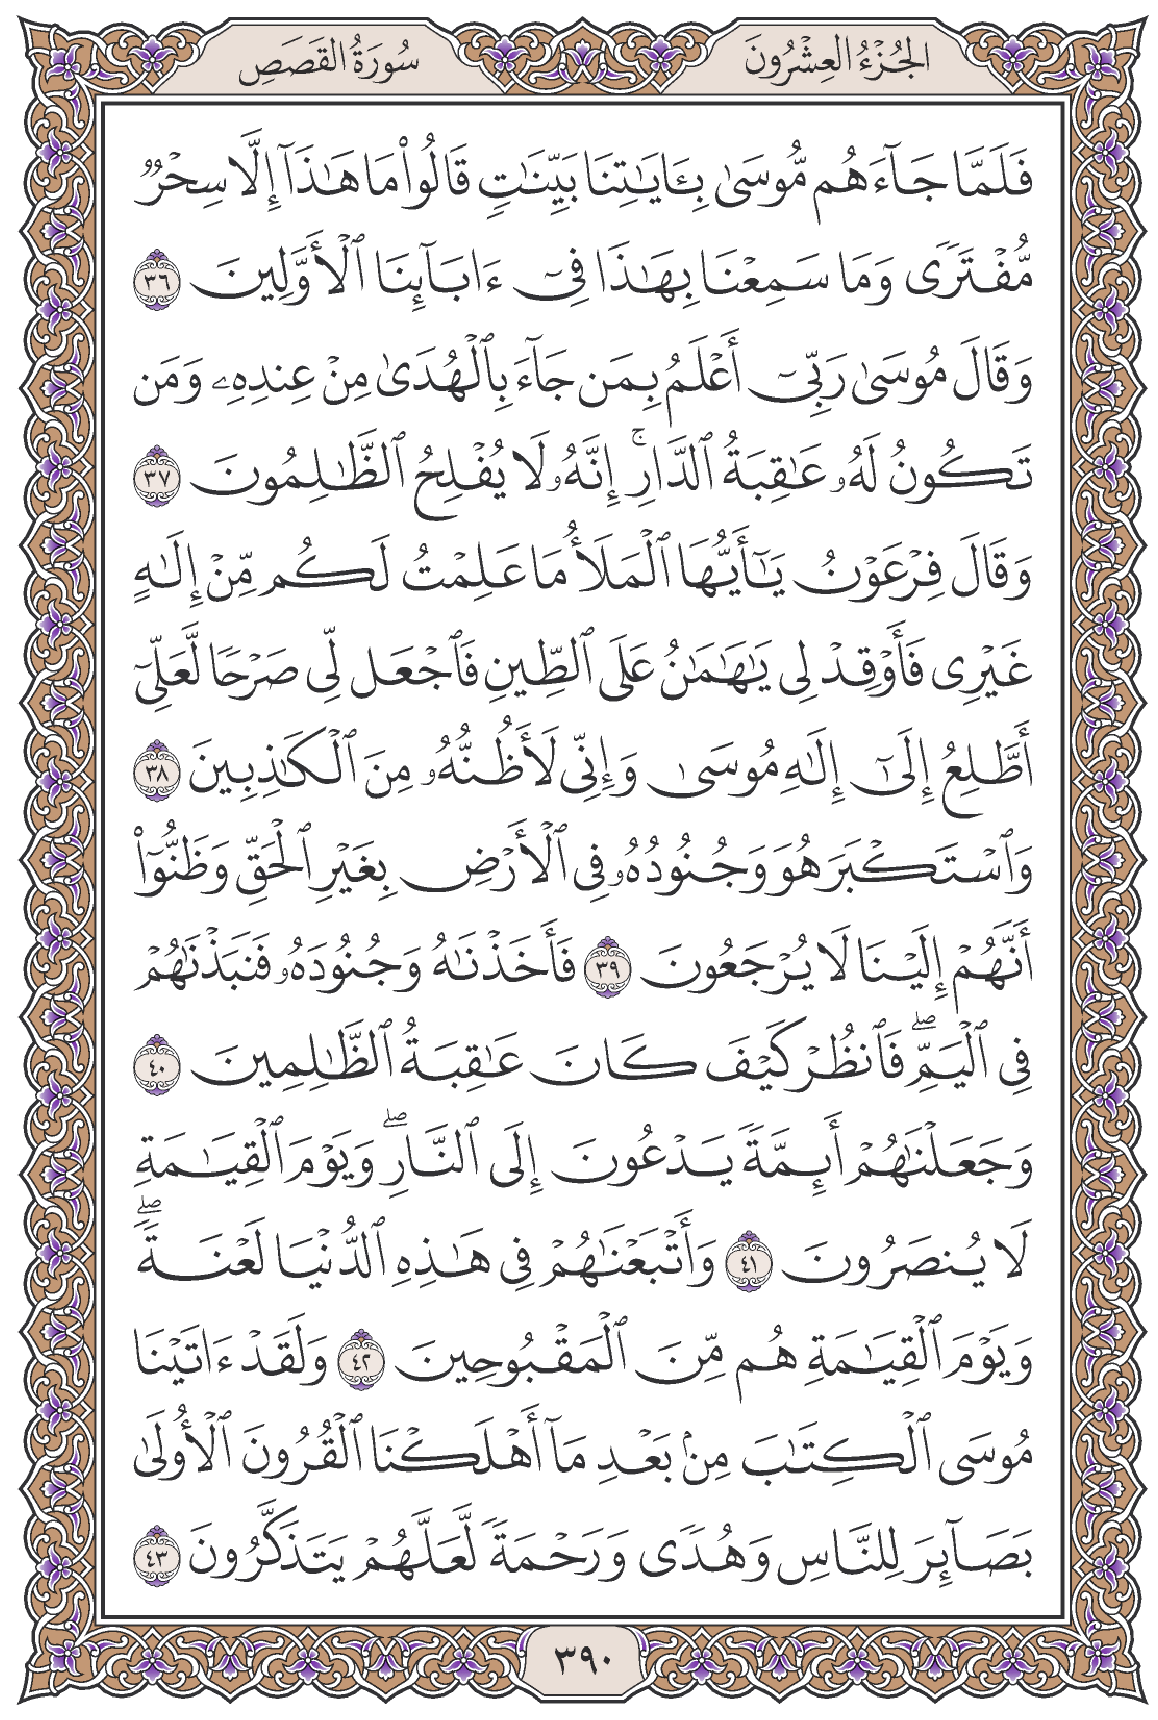 الجُزْءُ العِشْرُونَ
سُورَةُ القَصَصِ
فَلَمَّا جَآءَهُم مُّوسَىٰ بِـَٔايَـٰتِنَا بَيِّنَـٰتٍ قَالُوا۟ مَا هَـٰذَآ إِلَّا سِحْرٌ
مُّفْتَرًى وَمَا سَمِعْنَا بِهَـٰذَا فِىٓ ءَابَآئِنَا ٱلْأَوَّلِينَ ٣٦
وَقَالَ مُوسَىٰ رَبِّىٓ أَعْلَمُ بِمَن جَآءَ بِٱلْهُدَىٰ مِنْ عِندِهِۦ وَمَن
تَكُونُ لَهُۥ عَـٰقِبَةُ ٱلدَّارِ ۚ إِنَّهُۥ لَا يُفْلِحُ ٱلظَّـٰلِمُونَ ٣٧
وَقَالَ فِرْعَوْنُ يَـٰٓأَيُّهَا ٱلْمَلَأُ مَا عَلِمْتُ لَكُم مِّنْ إِلَـٰهٍ
غَيْرِى فَأَوْقِدْ لِى يَـٰهَـٰمَـٰنُ عَلَى ٱلطِّينِ فَٱجْعَل لِّى صَرْحًا لَّعَلِّىٓ
أَطَّلِعُ إِلَىٰٓ إِلَـٰهِ مُوسَىٰ وَإِنِّى لَأَظُنُّهُۥ مِنَ ٱلْكَـٰذِبِينَ ٣٨
وَٱسْتَكْبَرَ هُوَ وَجُنُودُهُۥ فِى ٱلْأَرْضِ بِغَيْرِ ٱلْحَقِّ وَظَنُّوٓا۟
أَنَّهُمْ إِلَيْنَا لَا يُرْجَعُونَ ٣٩ فَأَخَذْنَـٰهُ وَجُنُودَهُۥ فَنَبَذْنَـٰهُمْ
فِى ٱلْيَمِّ ۖ فَٱنظُرْ كَيْفَ كَانَ عَـٰقِبَةُ ٱلظَّـٰلِمِينَ ٤٠
وَجَعَلْنَـٰهُمْ أَئِمَّةً يَدْعُونَ إِلَى ٱلنَّارِ ۖ وَيَوْمَ ٱلْقِيَـٰمَةِ
لَا يُنصَرُونَ ٤١ وَأَتْبَعْنَـٰهُمْ فِى هَـٰذِهِ ٱلدُّنْيَا لَعْنَةً ۖ
وَيَوْمَ ٱلْقِيَـٰمَةِ هُم مِّنَ ٱلْمَقْبُوحِينَ ٤٢ وَلَقَدْ ءَاتَيْنَا
مُوسَى ٱلْكِتَـٰبَ مِنۢ بَعْدِ مَآ أَهْلَكْنَا ٱلْقُرُونَ ٱلْأُولَىٰ
بَصَآئِرَ لِلنَّاسِ وَهُدًى وَرَحْمَةً لَّعَلَّهُمْ يَتَذَكَّرُونَ ٤٣
٣٩٠